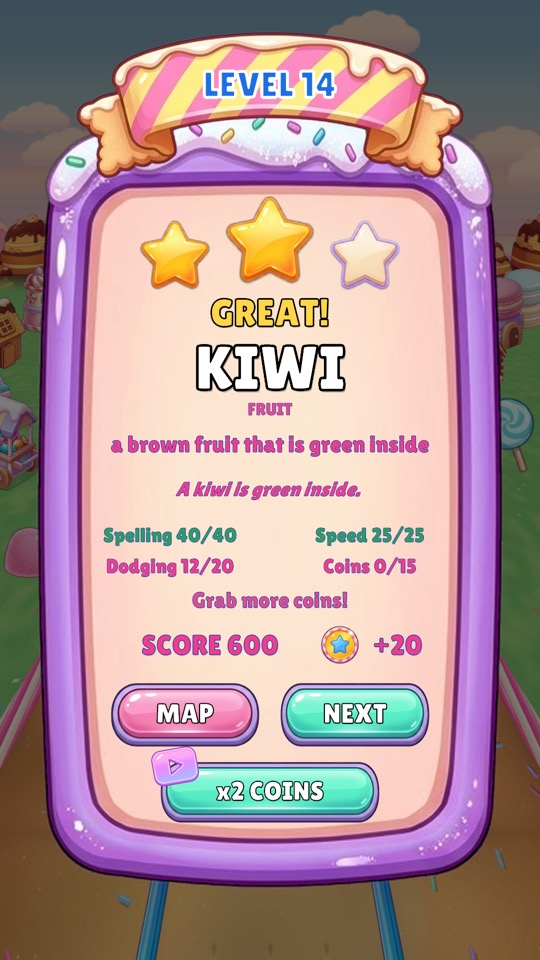 LEVEL 14
GREAT!
KIWI
FRUIT
a brown fruit that is green inside
A kiwi is green inside.
Spelling 40/40
Speed 25/25
Dodging 12/20
Coins 0/15
Grab more coins!
SCORE 600
+20
MAP
NEXT
x2 COINS